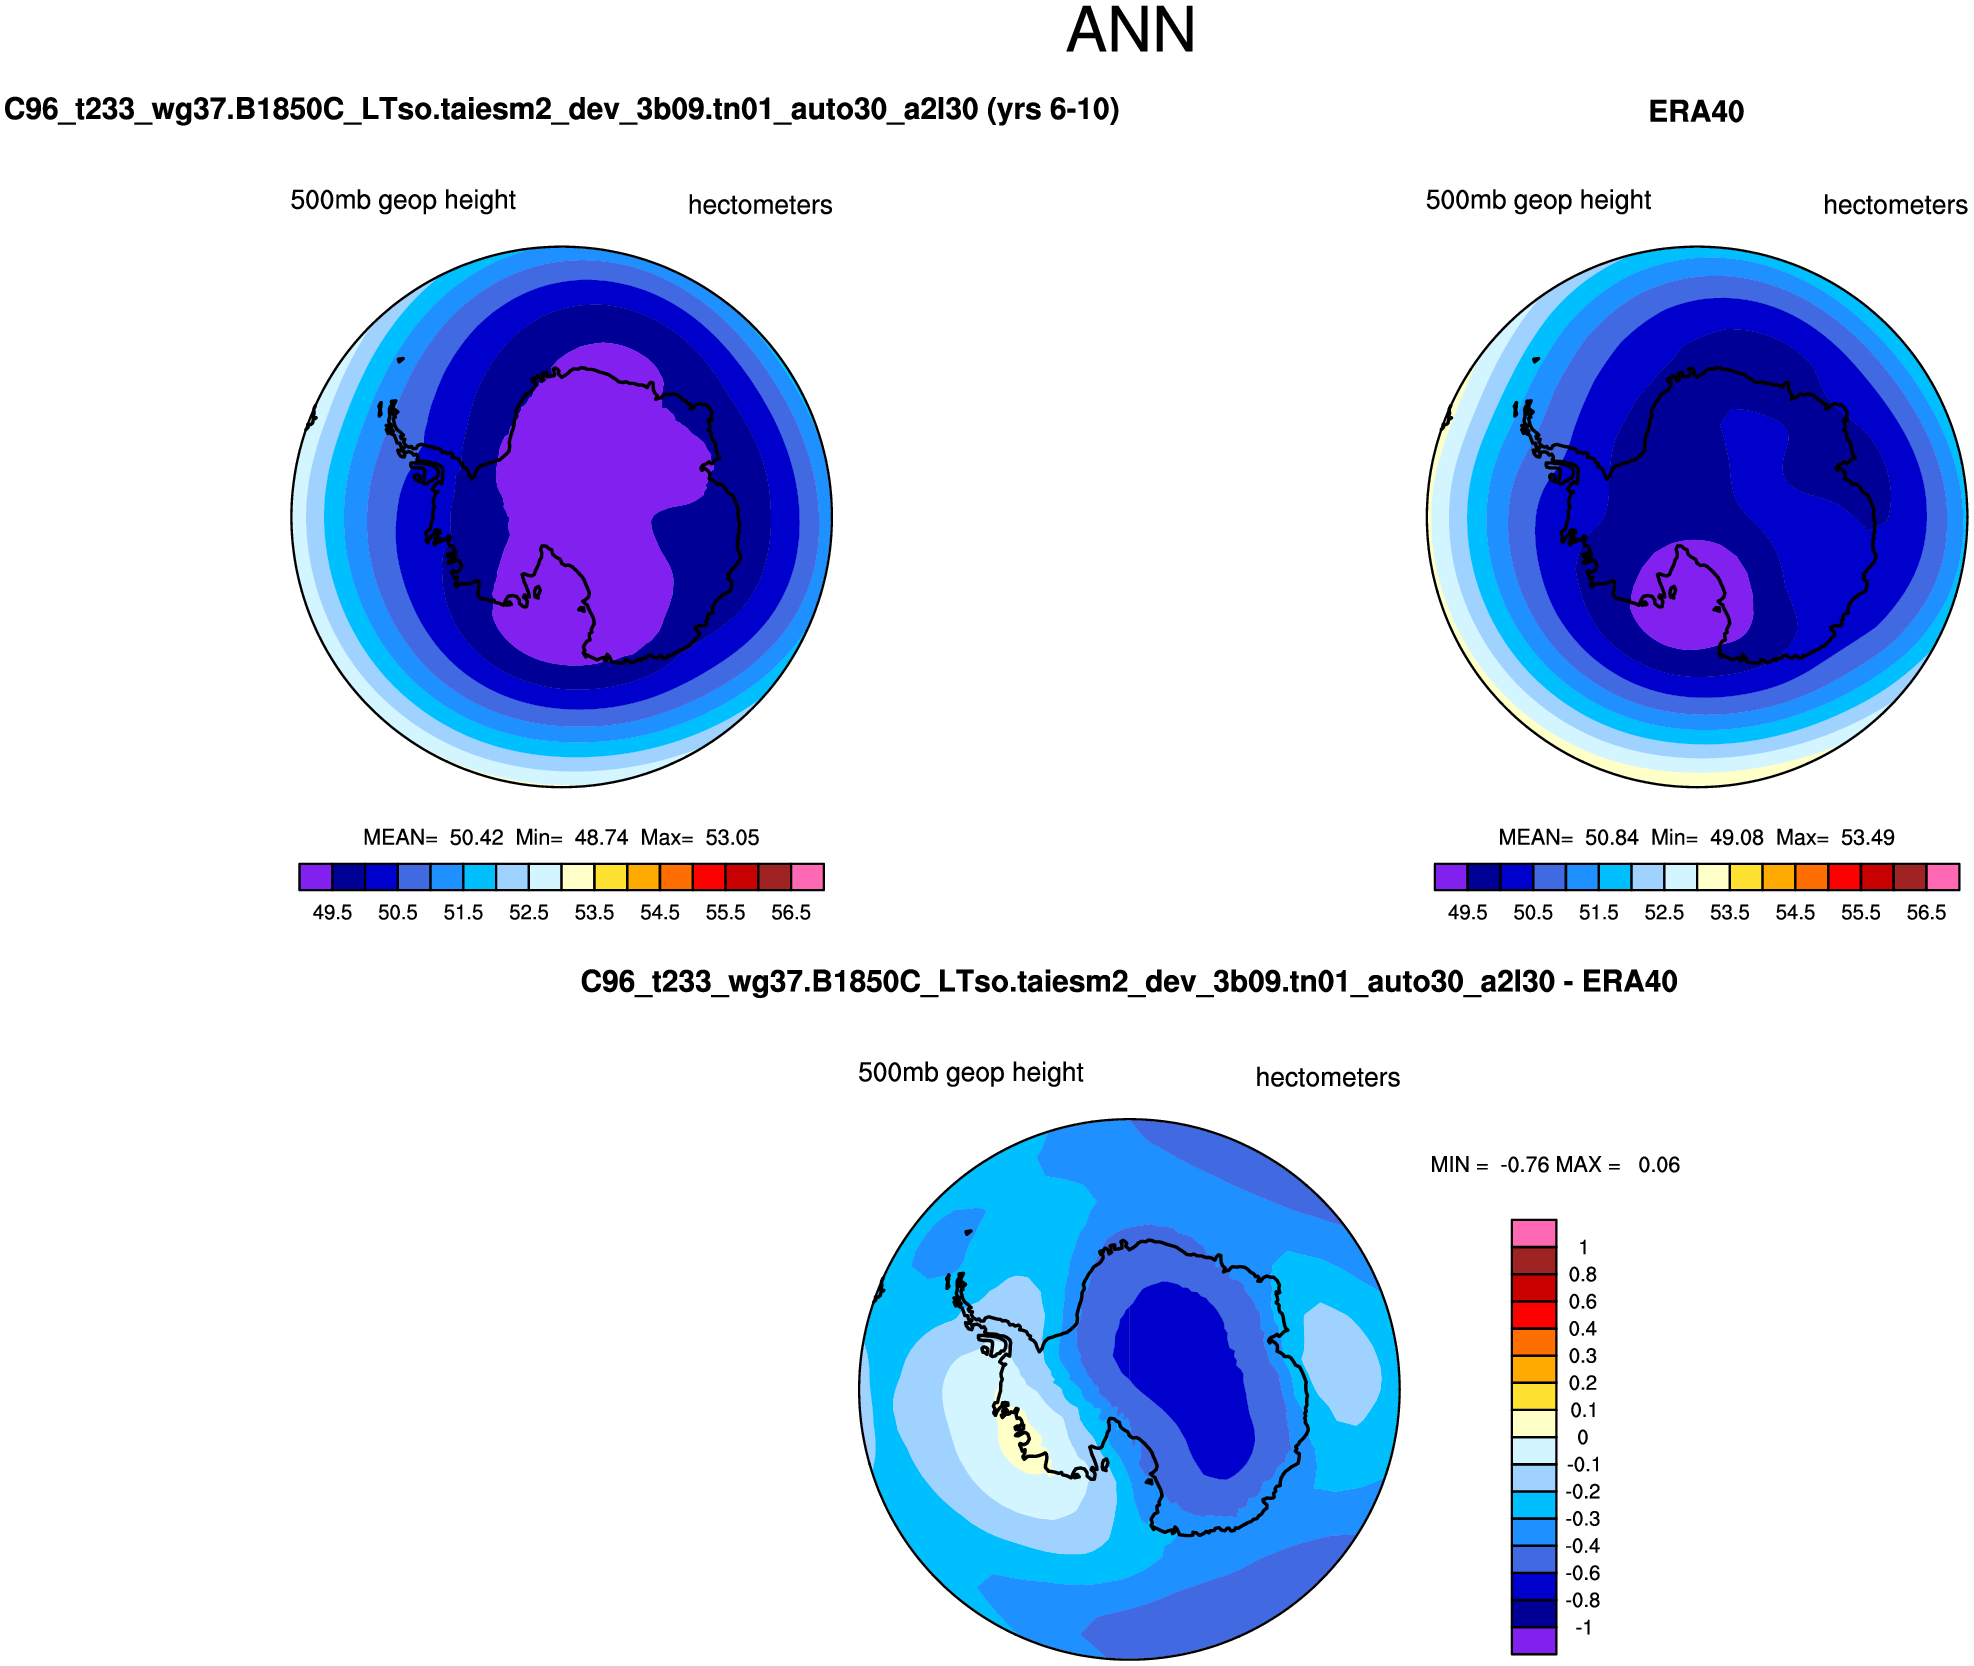 ANN
C96_t233_wg37.B1850C_LTso.taiesm2_dev_3b09.tn01_auto30_a2l30 (yrs 6-10)
ERA40
500mb geop height hectometers
500mb geop height hectometers
MEAN= 50.42 Min= 48.74 Max= 53.05
49.5 50.5 51.5 52.5 53.5 54.5 55.5 56.5
MEAN= 50.84 Min= 49.08 Max= 53.49
49.5 50.5 51.5 52.5 53.5 54.5 55.5 56.5
C96_t233_wg37.B1850C_LTso.taiesm2_dev_3b09.tn01_auto30_a2l30 - ERA40
500mb geop height hectometers
MIN = -0.76 MAX = 0.06
1
0.8
0.6
0.4
0.3
0.2
0.1
0
-0.1
-0.2
-0.3
-0.4
-0.6
-0.8
-1